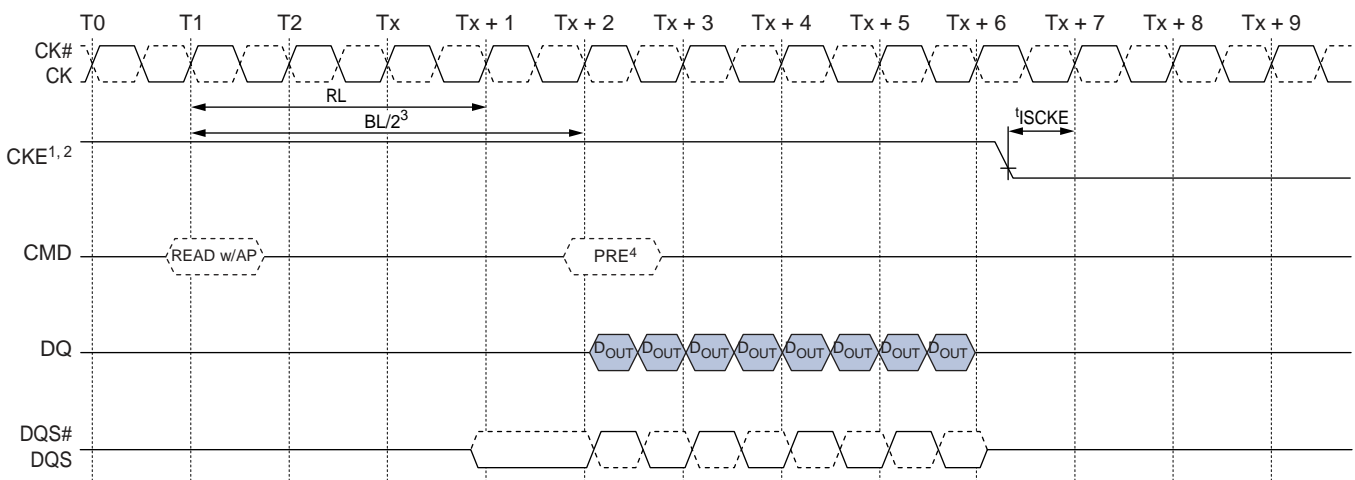 T0 T1 T2 Tx Tx + 1 Tx + 2 Tx + 3 Tx + 4 Tx + 5 Tx + 6 Tx + 7 Tx + 8 Tx + 9
CK#
CK
RL
BL/2³
tISCKE
CKE1, 2
CMD READ w/AP PRE⁴
DQ DOUT DOUT DOUT DOUT DOUT DOUT DOUT DOUT
DQS#
DQS